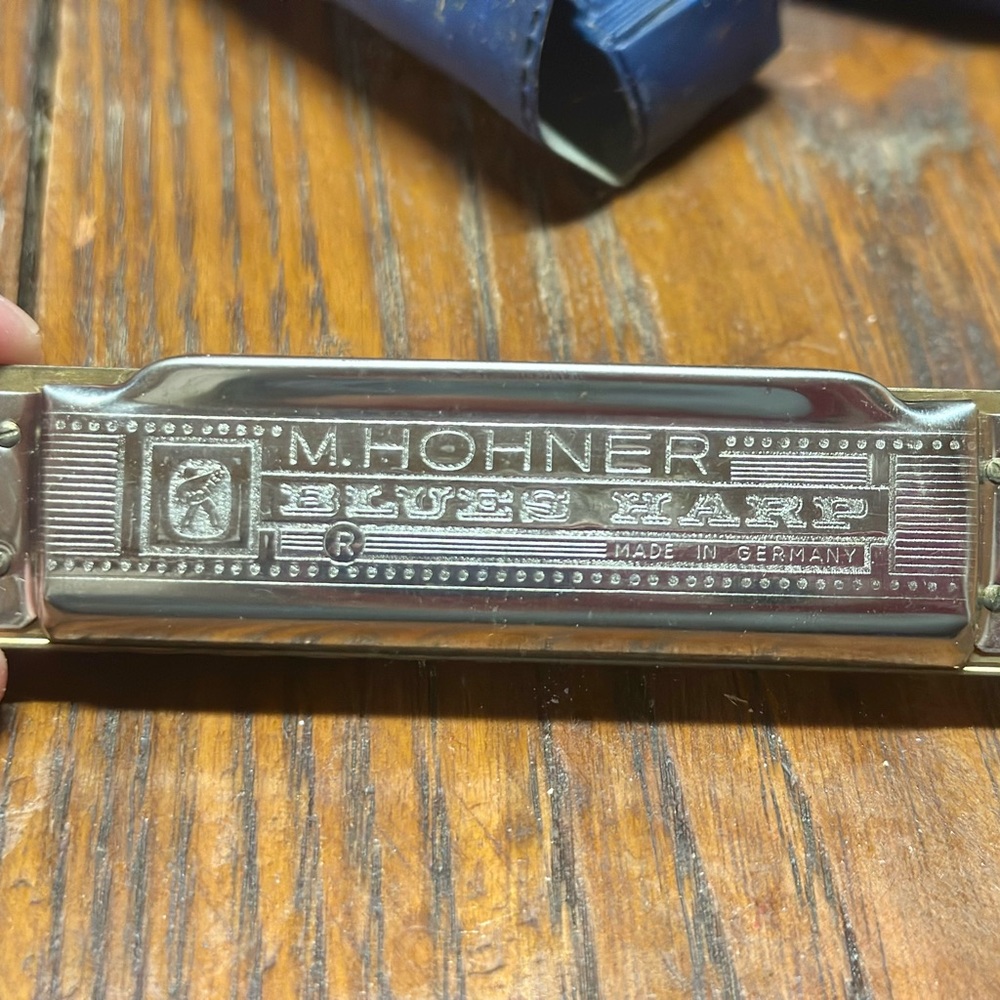 M. HOHNER
BLUES HARP
® MADE IN GERMANY